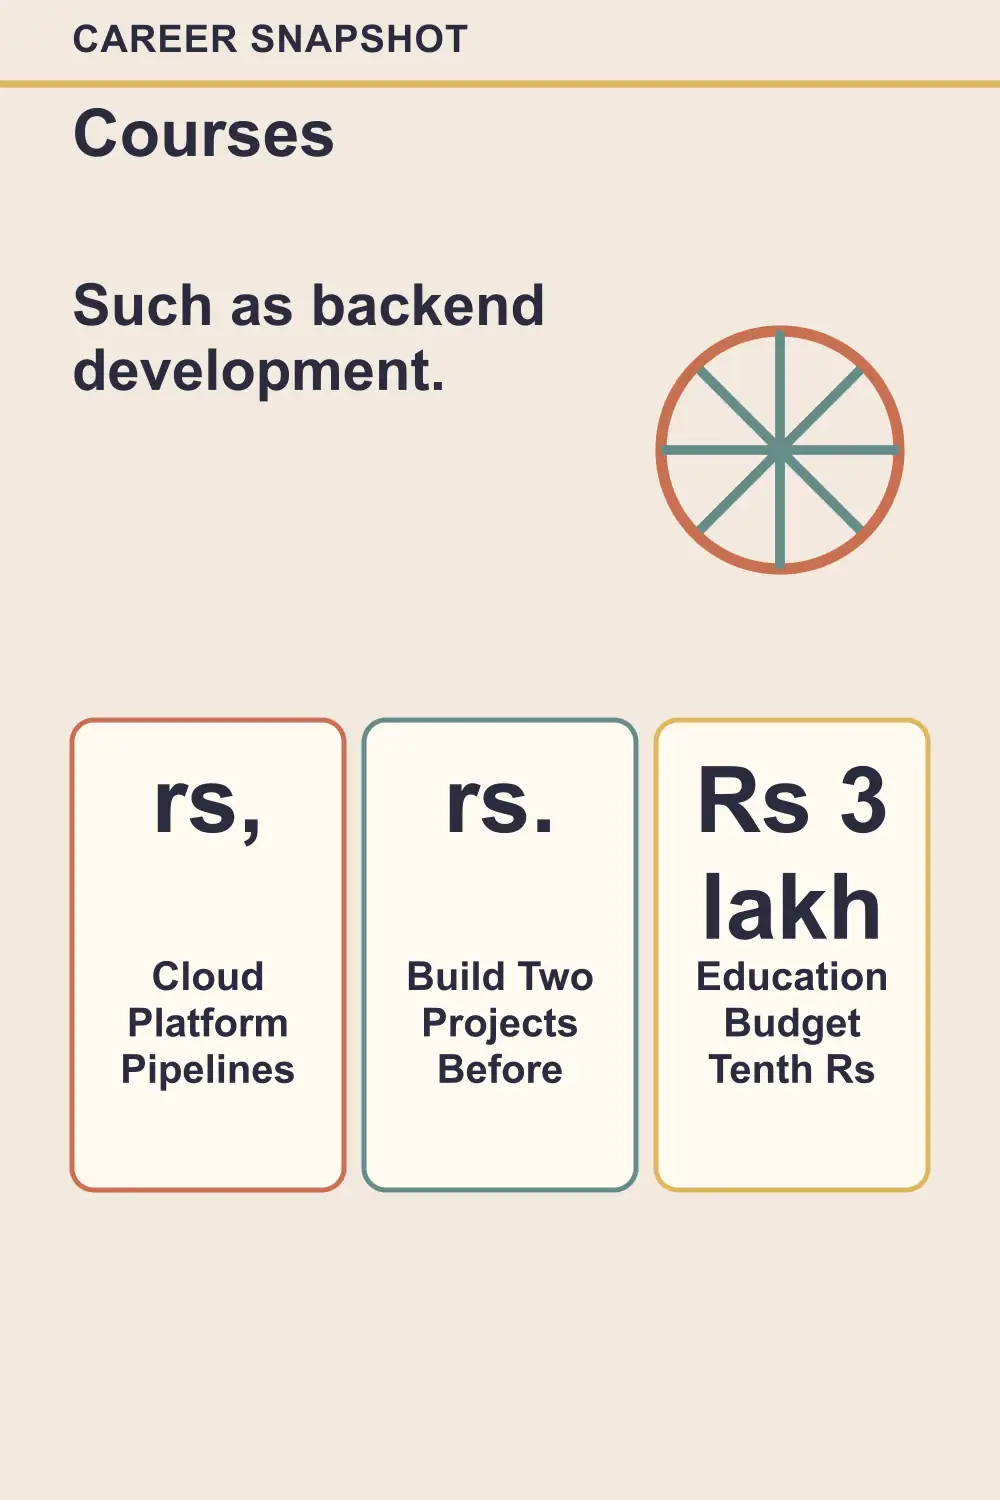 CAREER SNAPSHOT
Courses
Such as backend
development.
rs,
Cloud
Platform
Pipelines
rs.
Build Two
Projects
Before
Rs 3
lakh
Education
Budget
Tenth Rs